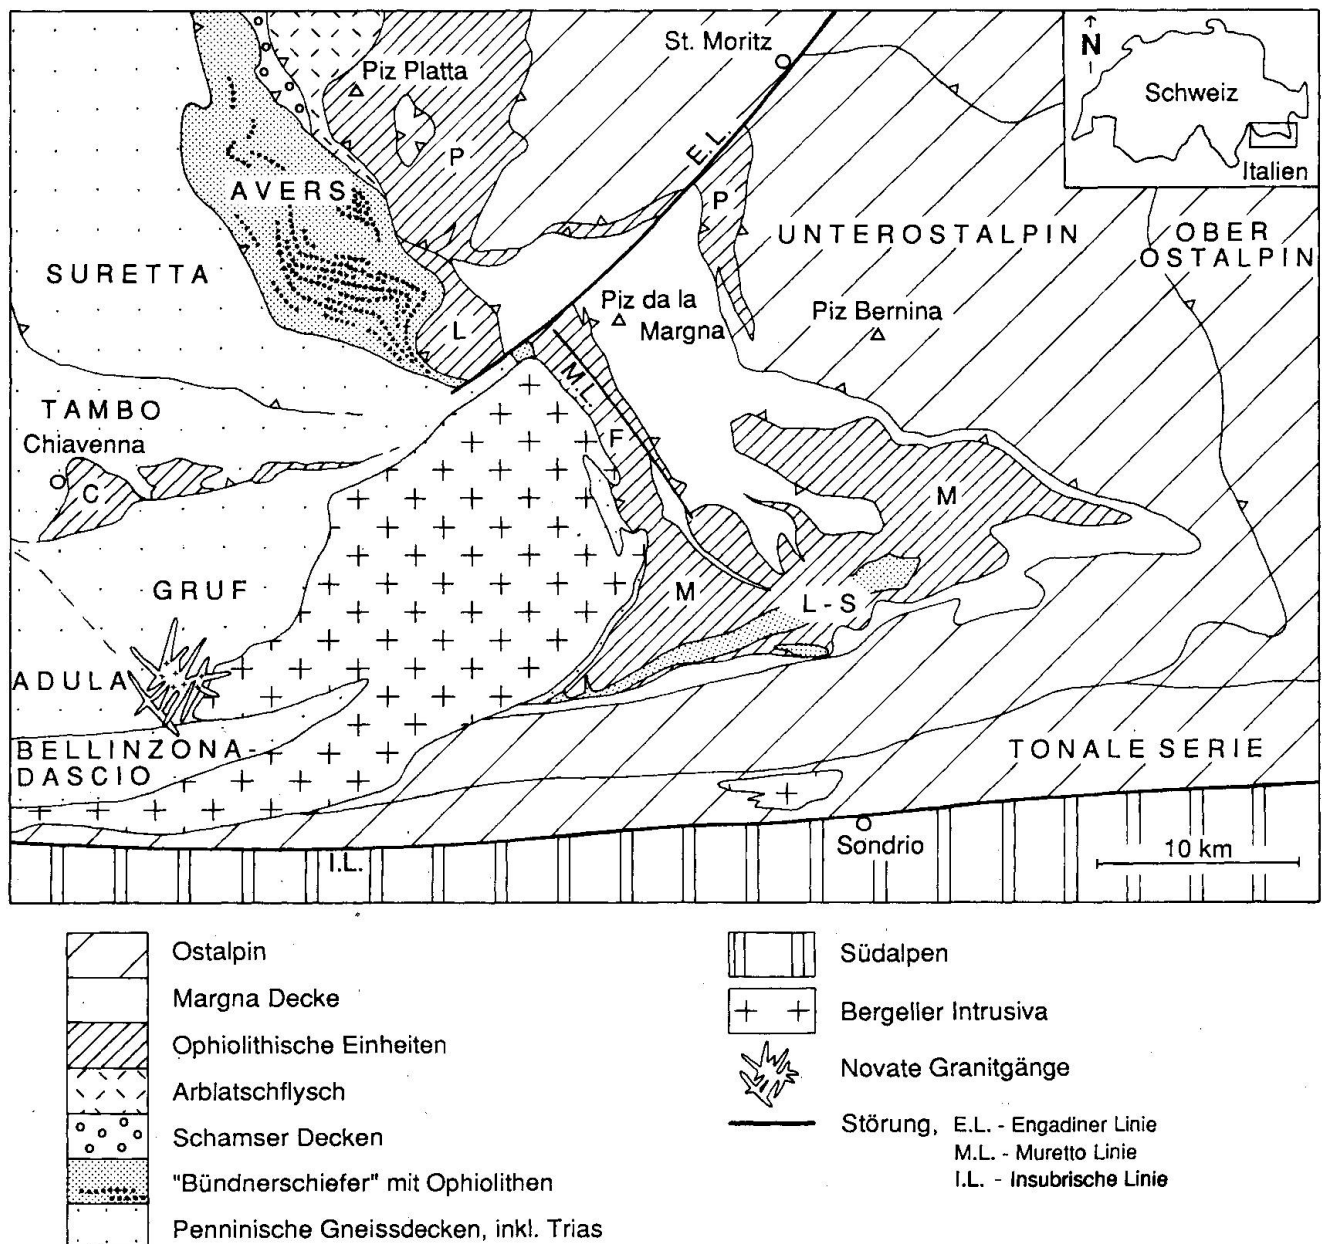 St. Moritz
Piz Platta
N
Schweiz
Italien
E.L.
P
AVERS
P
UNTEROSTALPIN
OBER
OSTALPIN
SURETTA
Piz da la
Margna
Piz Bernina
L
M.L.
TAMBO
Chiavenna
F
C
M
GRUF
M
L-S
ADULA
BELLINZONA-
DASCIO
TONALE SERIE
I.L.
Sondrio
10 km
Ostalpin
Margna Decke
Ophiolithische Einheiten
Arblatschflysch
Schamser Decken
"Bündnerschiefer" mit Ophiolithen
Penninische Gneissdecken, inkl. Trias
Südalpen
Bergeller Intrusiva
Novate Granitgänge
Störung, E.L. - Engadiner Linie
M.L. - Muretto Linie
I.L. - Insubrische Linie